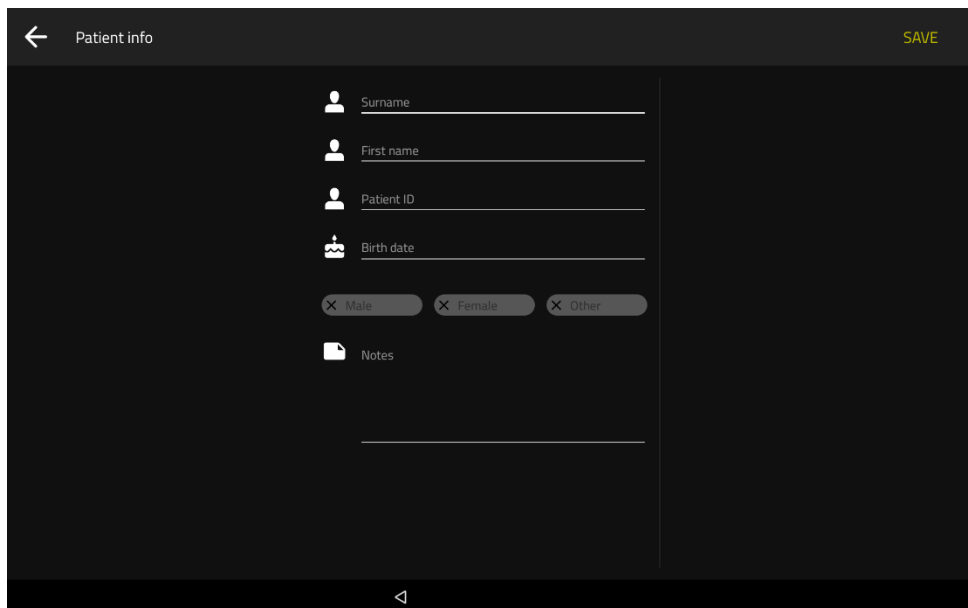 Patient info
SAVE
Surname
First name
Patient ID
Birth date
Male Female Other
Notes